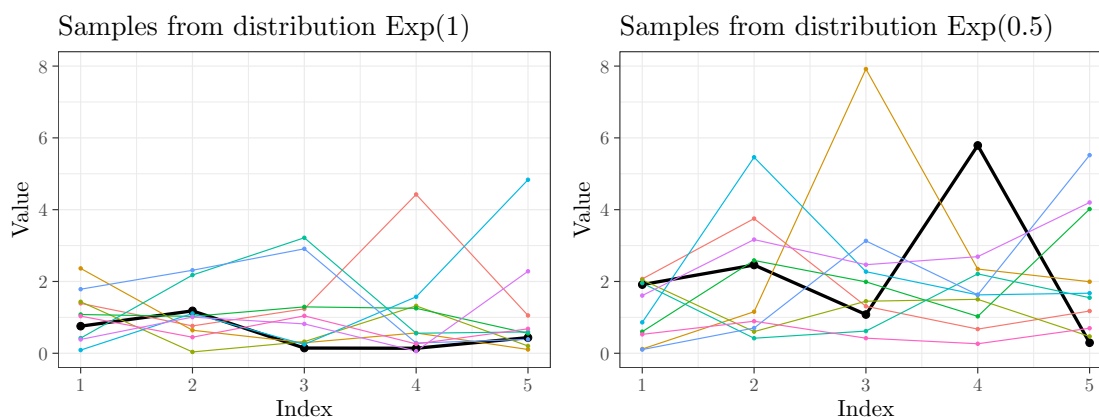 Samples from distribution Exp(1)
8
6
4
2
0
Value
1 2 3 4 5
Index
Samples from distribution Exp(0.5)
8
6
4
2
0
Value
1 2 3 4 5
Index